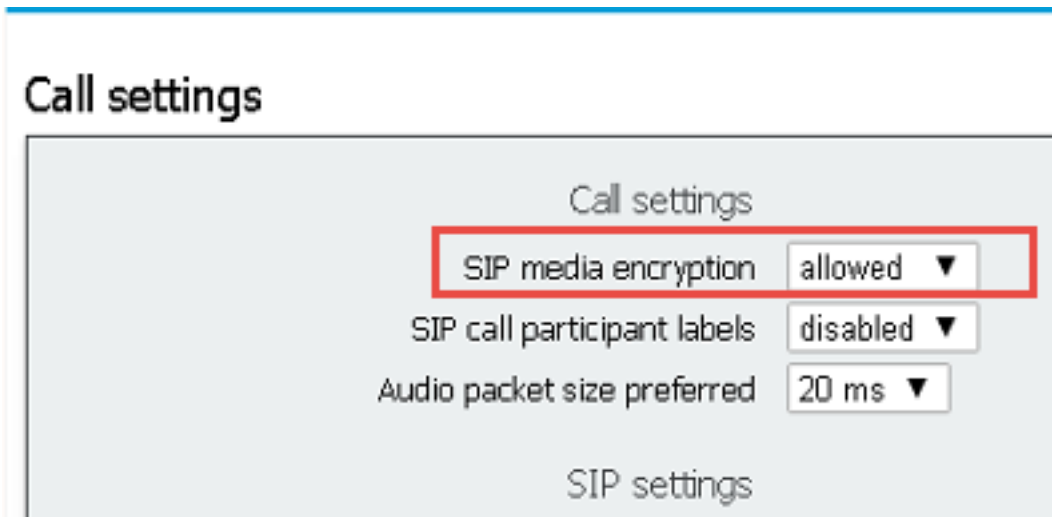 Call settings
Call settings
SIP media encryption allowed
SIP call participant labels disabled
Audio packet size preferred 20 ms
SIP settings